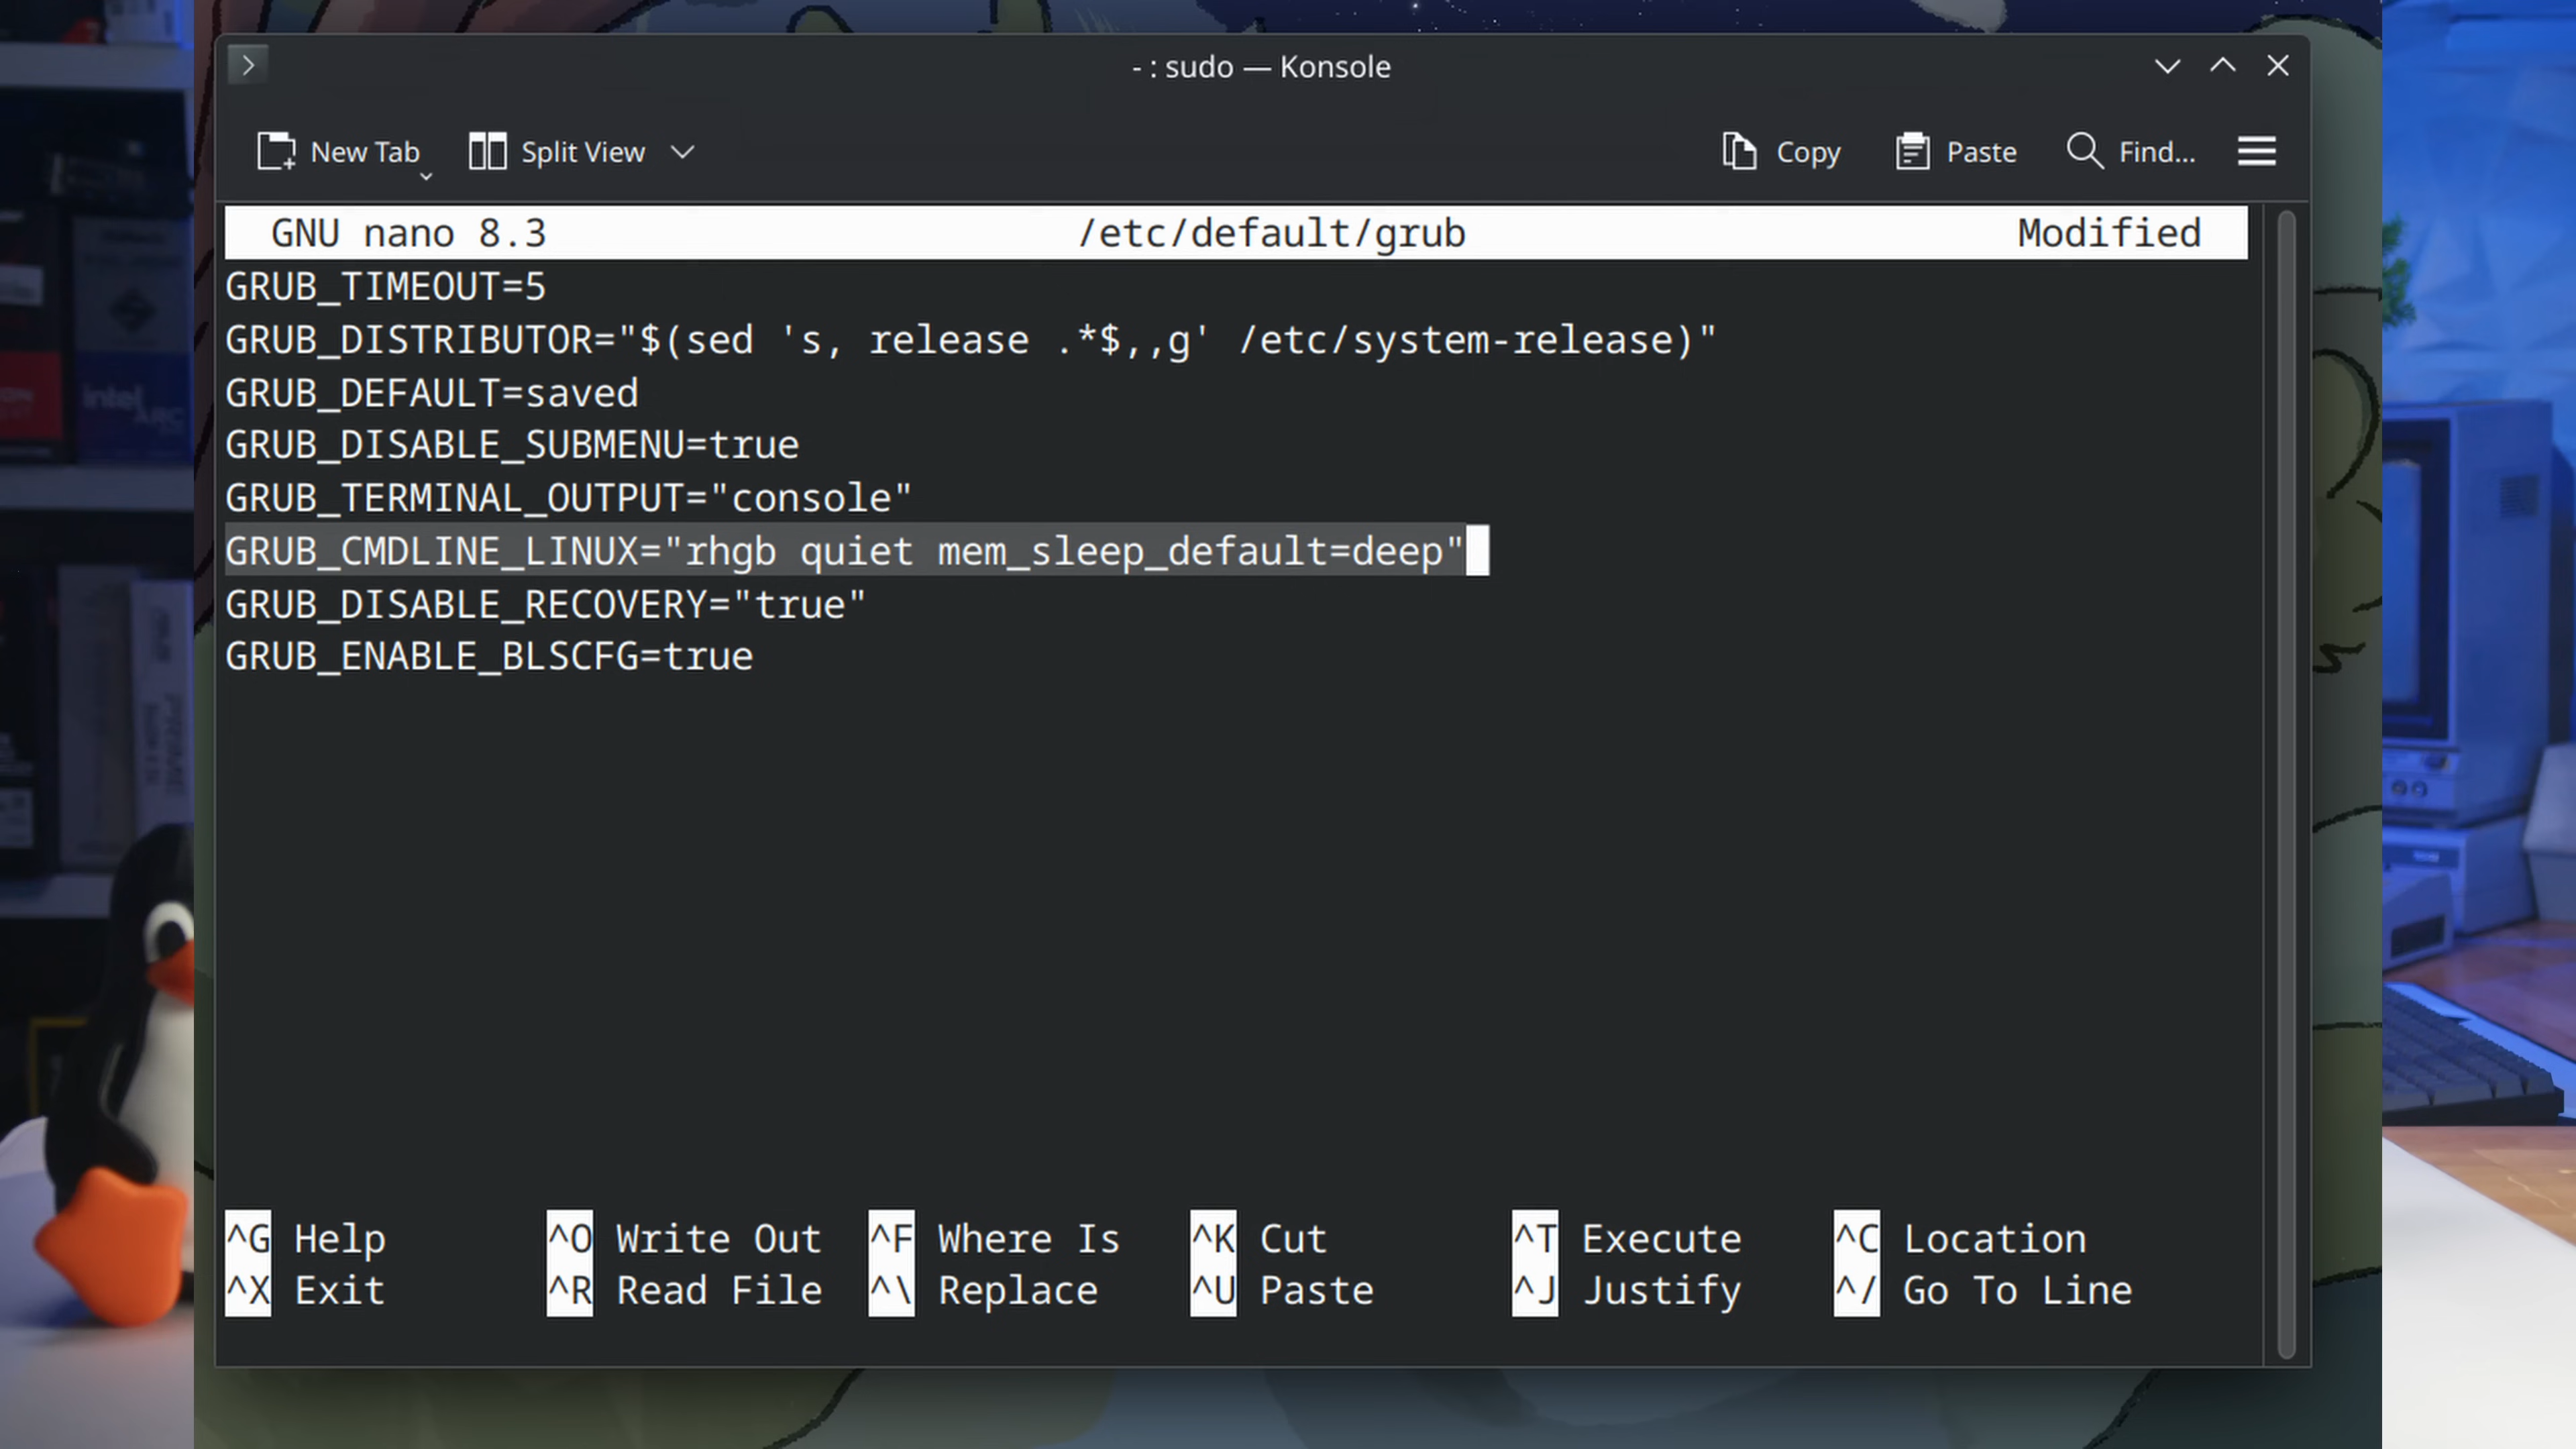 - : sudo — Konsole
New Tab Split View Copy Paste Find...
GNU nano 8.3 /etc/default/grub Modified
GRUB_TIMEOUT=5
GRUB_DISTRIBUTOR="$(sed 's, release .*$,,g' /etc/system-release)"
GRUB_DEFAULT=saved
GRUB_DISABLE_SUBMENU=true
GRUB_TERMINAL_OUTPUT="console"
GRUB_CMDLINE_LINUX="rhgb quiet mem_sleep_default=deep"
GRUB_DISABLE_RECOVERY="true"
GRUB_ENABLE_BLSCFG=true
^G Help ^O Write Out ^F Where Is ^K Cut ^T Execute ^C Location
^X Exit ^R Read File ^\ Replace ^U Paste ^J Justify ^/ Go To Line
intel
ARC